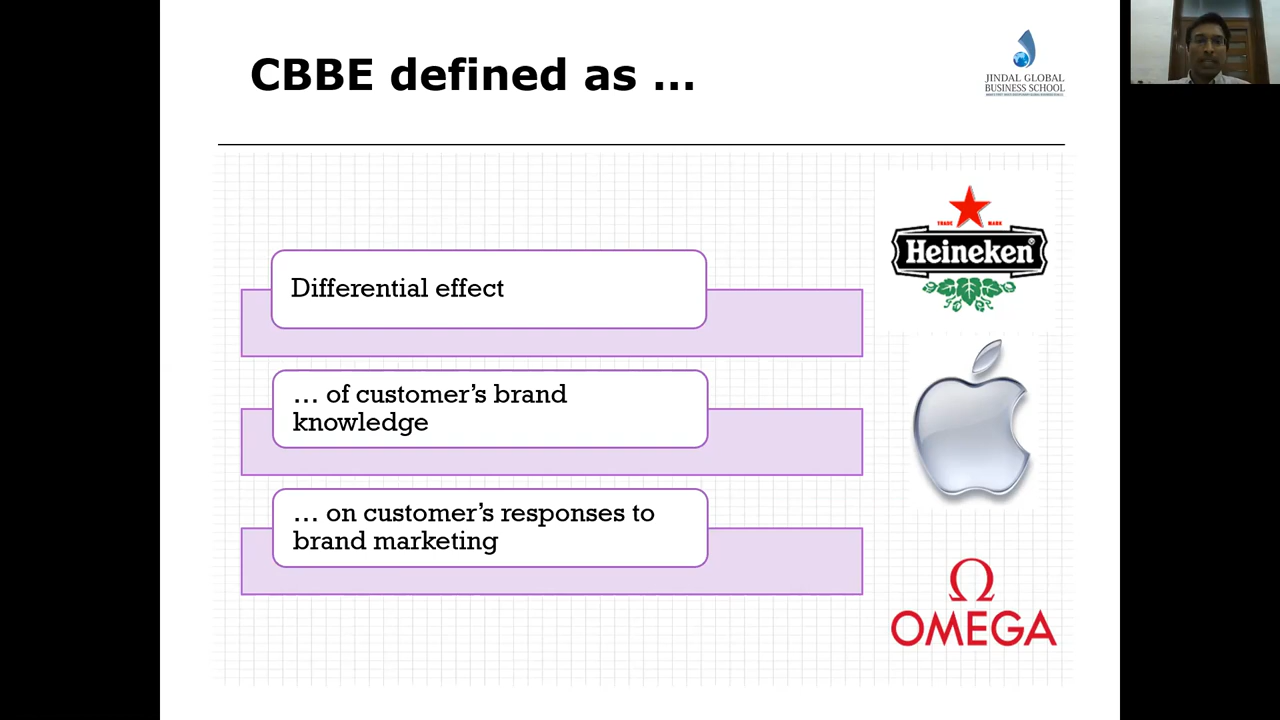 CBBE defined as ...
JINDAL GLOBAL
BUSINESS SCHOOL
TRADE MARK
Heineken®
Differential effect
... of customer’s brand
knowledge
... on customer’s responses to
brand marketing
Ω
OMEGA